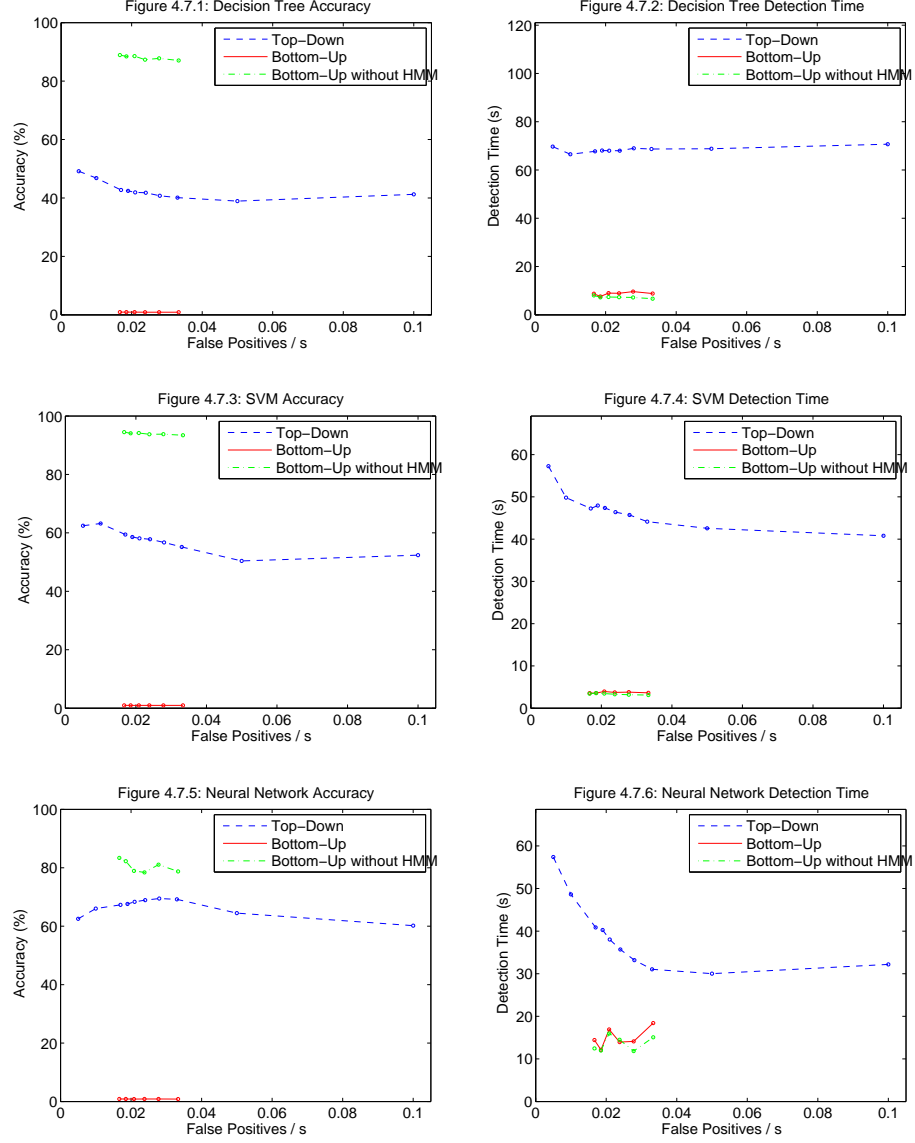 Figure 4.7.1: Decision Tree Accuracy
Accuracy (%)
100
80
60
40
20
0
0
0.02
0.04
0.06
0.08
0.1
False Positives / s
Top-Down
Bottom-Up
Bottom-Up without HMM
Figure 4.7.2: Decision Tree Detection Time
Detection Time (s)
120
100
80
60
40
20
0
0
0.02
0.04
0.06
0.08
0.1
False Positives / s
Top-Down
Bottom-Up
Bottom-Up without HMM
Figure 4.7.3: SVM Accuracy
Accuracy (%)
100
80
60
40
20
0
0
0.02
0.04
0.06
0.08
0.1
False Positives / s
Top-Down
Bottom-Up
Bottom-Up without HMM
Figure 4.7.4: SVM Detection Time
Detection Time (s)
60
50
40
30
20
10
0
0
0.02
0.04
0.06
0.08
0.1
False Positives / s
Top-Down
Bottom-Up
Bottom-Up without HMM
Figure 4.7.5: Neural Network Accuracy
Accuracy (%)
100
80
60
40
20
0
0
0.02
0.04
0.06
0.08
0.1
False Positives / s
Top-Down
Bottom-Up
Bottom-Up without HMM
Figure 4.7.6: Neural Network Detection Time
Detection Time (s)
60
50
40
30
20
10
0
0
0.02
0.04
0.06
0.08
0.1
False Positives / s
Top-Down
Bottom-Up
Bottom-Up without HMM